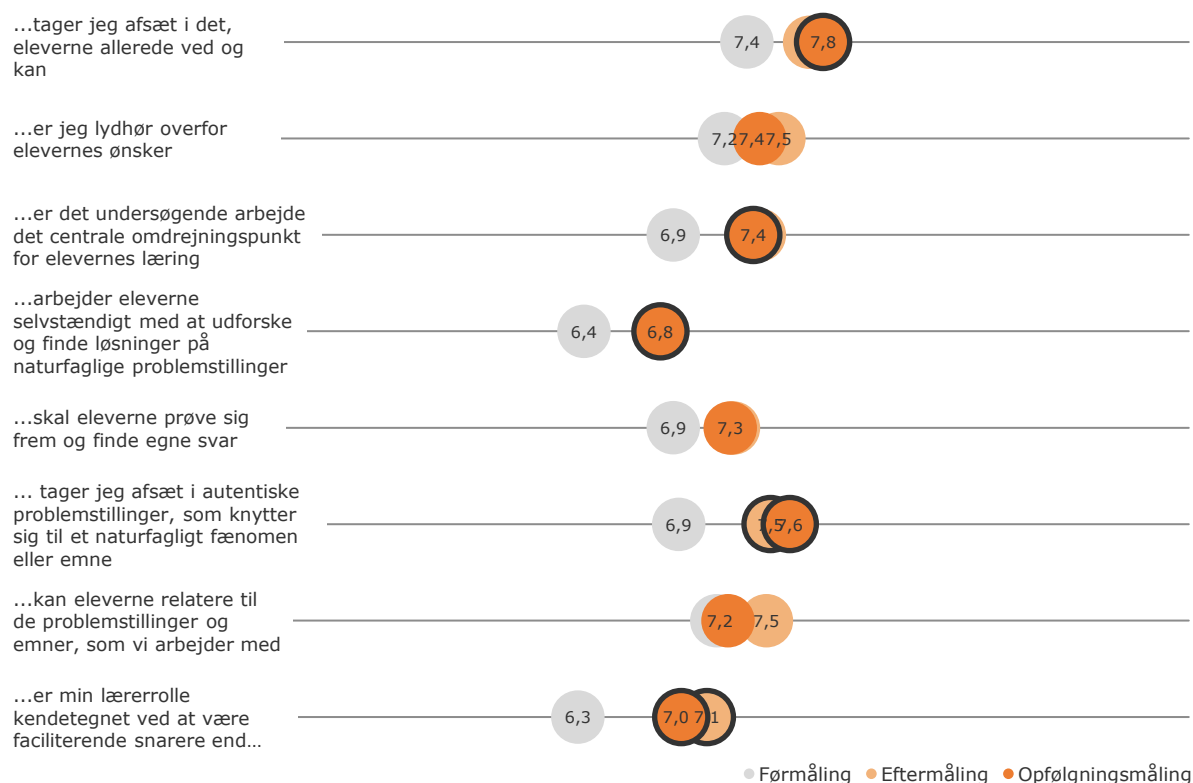 ...tager jeg afsæt i det,
eleverne allerede ved og
kan
7,4
7,8
...er jeg lydhør overfor
elevernes ønsker
7,2
7,4
7,5
...er det undersøgende arbejde
det centrale omdrejningspunkt
for elevernes læring
6,9
7,4
...arbejder eleverne
selvstændigt med at udforske
og finde løsninger på
naturfaglige problemstillinger
6,4
6,8
...skal eleverne prøve sig
frem og finde egne svar
6,9
7,3
... tager jeg afsæt i autentiske
problemstillinger, som knytter
sig til et naturfagligt fænomen
eller emne
6,9
7,5
7,6
...kan eleverne relatere til
de problemstillinger og
emner, som vi arbejder med
7,2
7,5
...er min lærerrolle
kendetegnet ved at være
faciliterende snarere end...
6,3
7,0
7,1
Førmåling Eftermåling Opfølgningsmåling